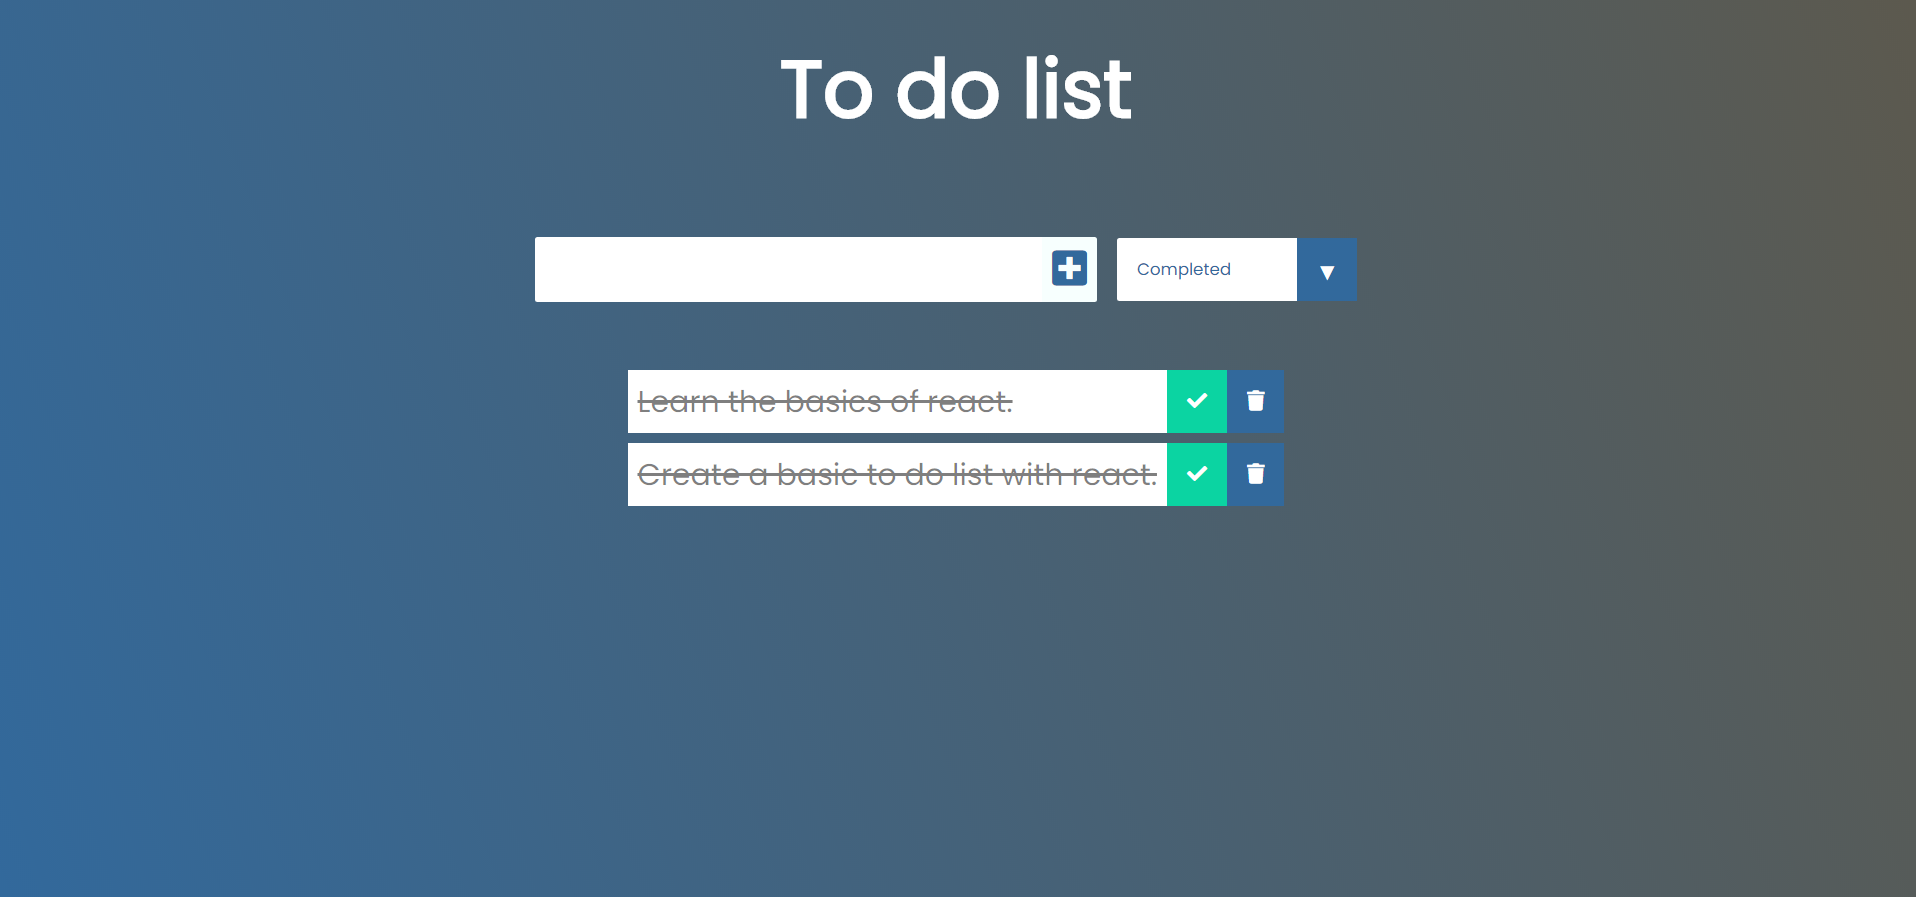 To do list
Completed
Learn the basics of react.
Create a basic to do list with react.